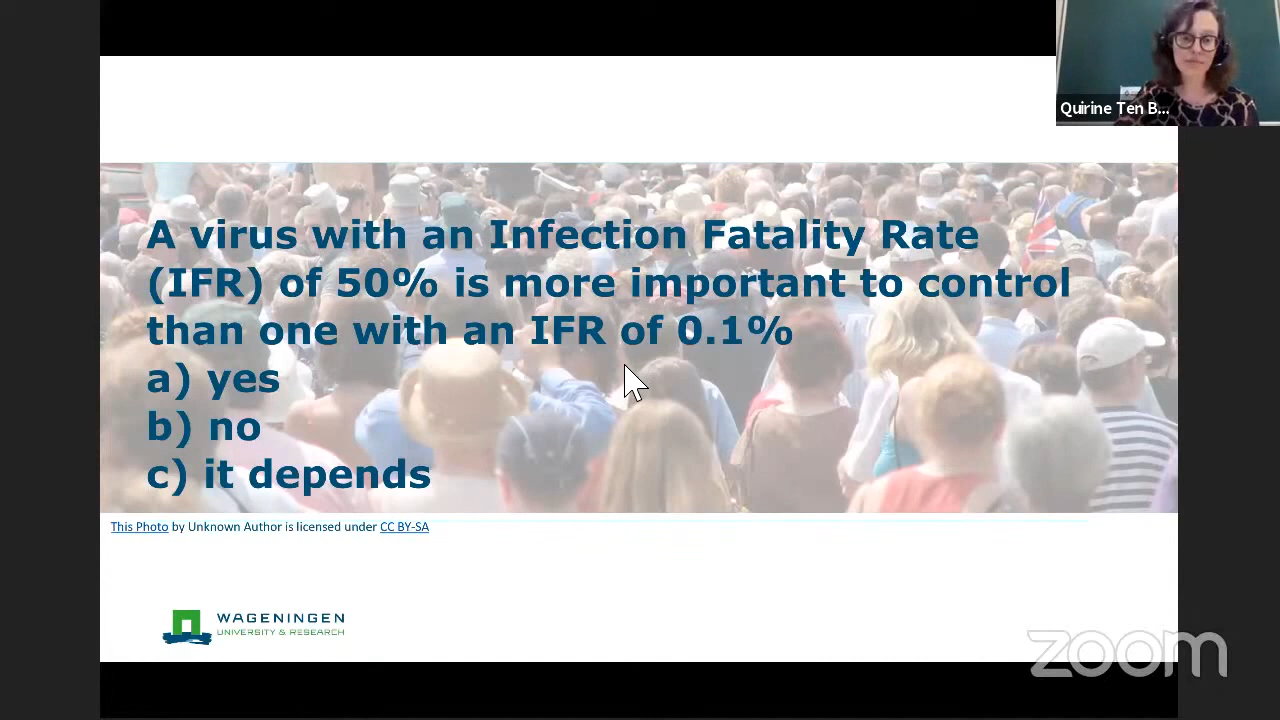 Quirine Ten B...
A virus with an Infection Fatality Rate
(IFR) of 50% is more important to control
than one with an IFR of 0.1%
a) yes
b) no
c) it depends
This Photo by Unknown Author is licensed under CC BY-SA
WAGENINGEN
UNIVERSITY & RESEARCH
zoom